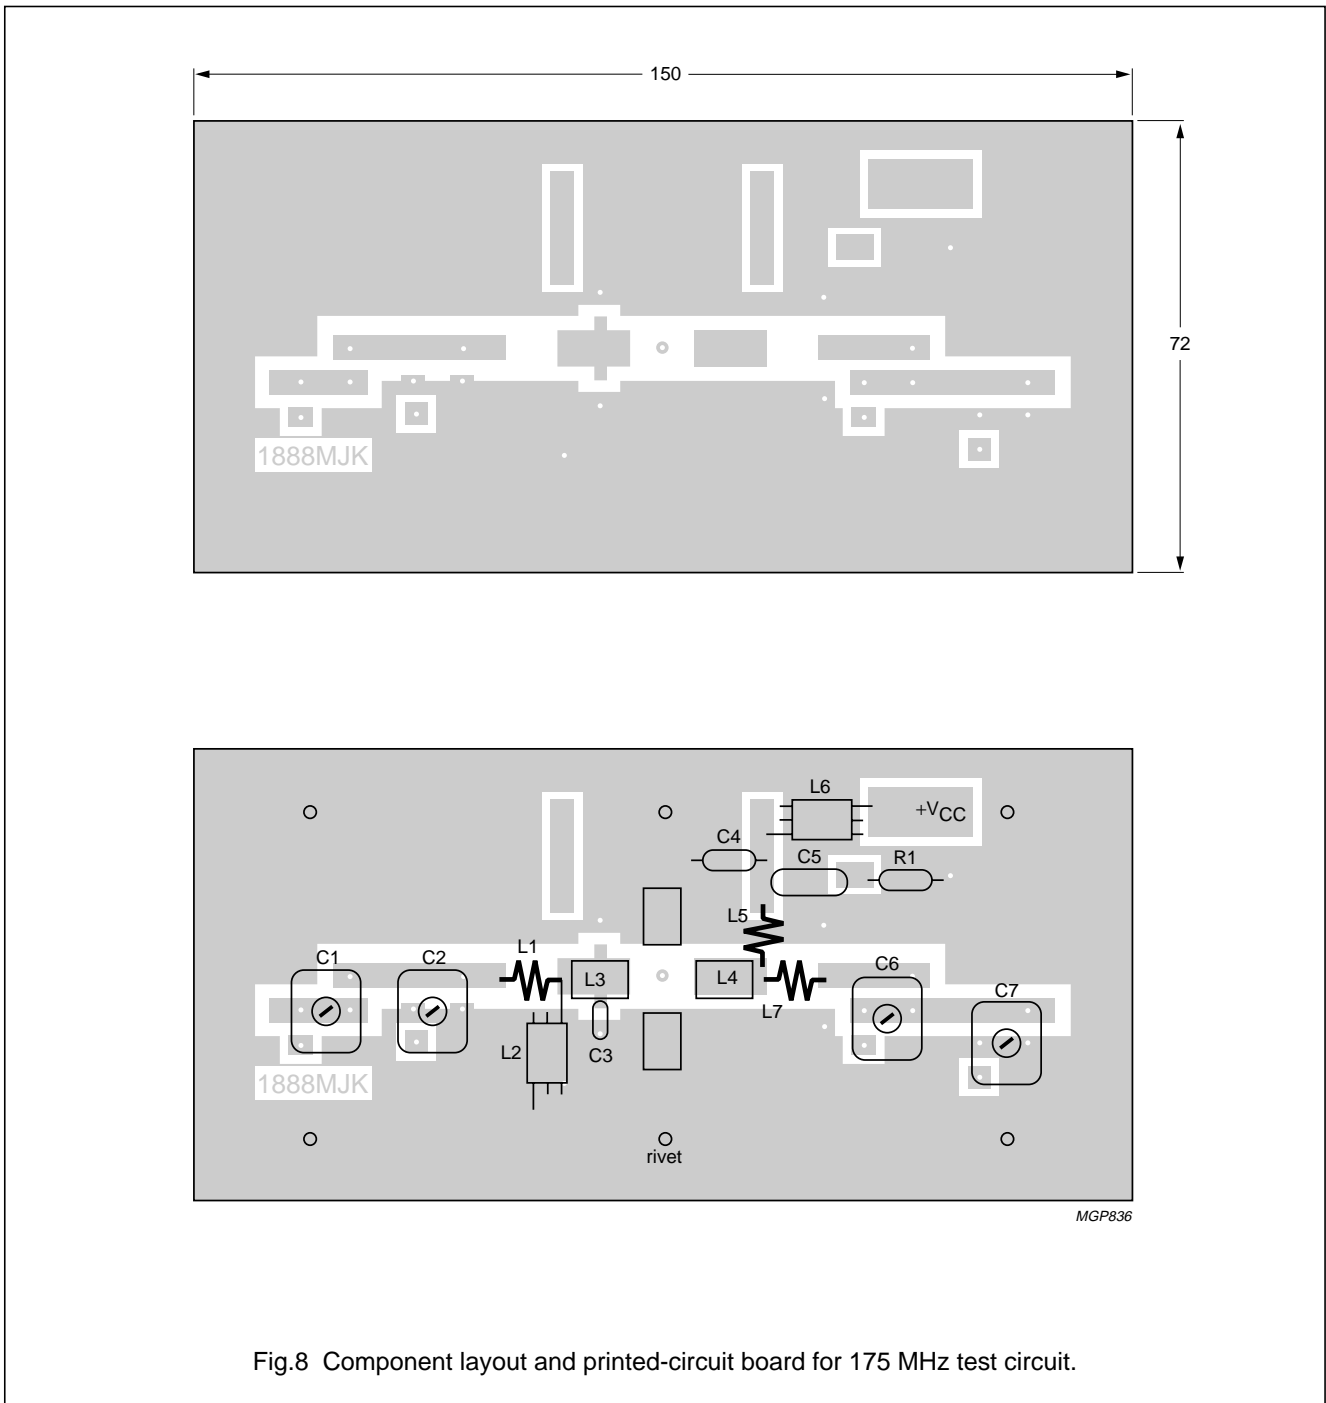 150
72
1888MJK
L6
+VCC
C4
C5
R1
L5
L1
C1
C2
L3
L4
C6
C7
L7
L2
C3
1888MJK
rivet
MGP836
Fig.8 Component layout and printed-circuit board for 175 MHz test circuit.